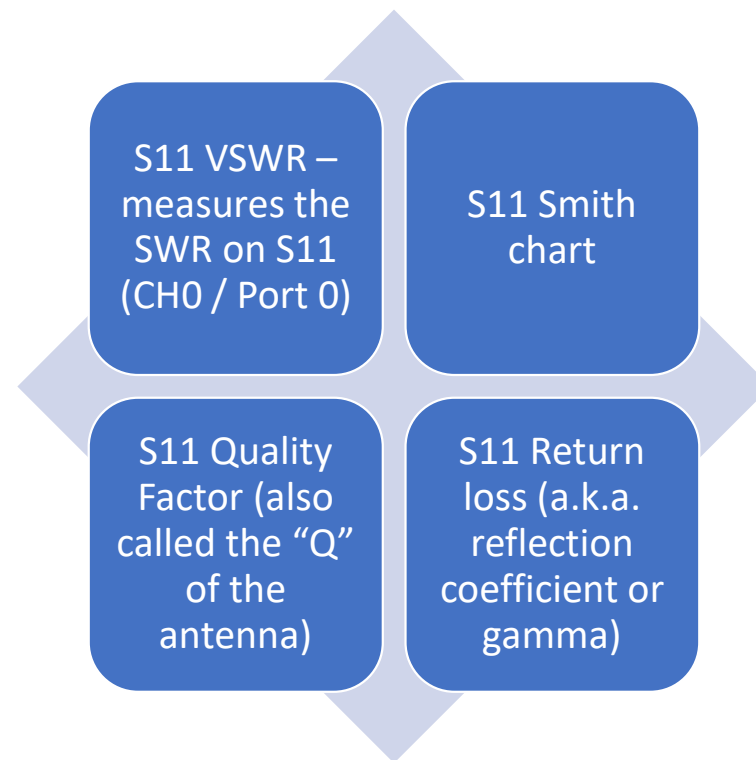 S11 VSWR –
measures the
SWR on S11
(CH0 / Port 0)
S11 Smith
chart
S11 Quality
Factor (also
called the “Q”
of the
antenna)
S11 Return
loss (a.k.a.
reflection
coefficient or
gamma)